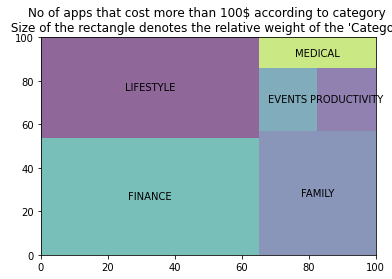 No of apps that cost more than 100$ according to category
Size of the rectangle denotes the relative weight of the 'Catego
100
80
60
40
20
0
LIFESTYLE
MEDICAL
EVENTS PRODUCTIVITY
FINANCE
FAMILY
0 20 40 60 80 100